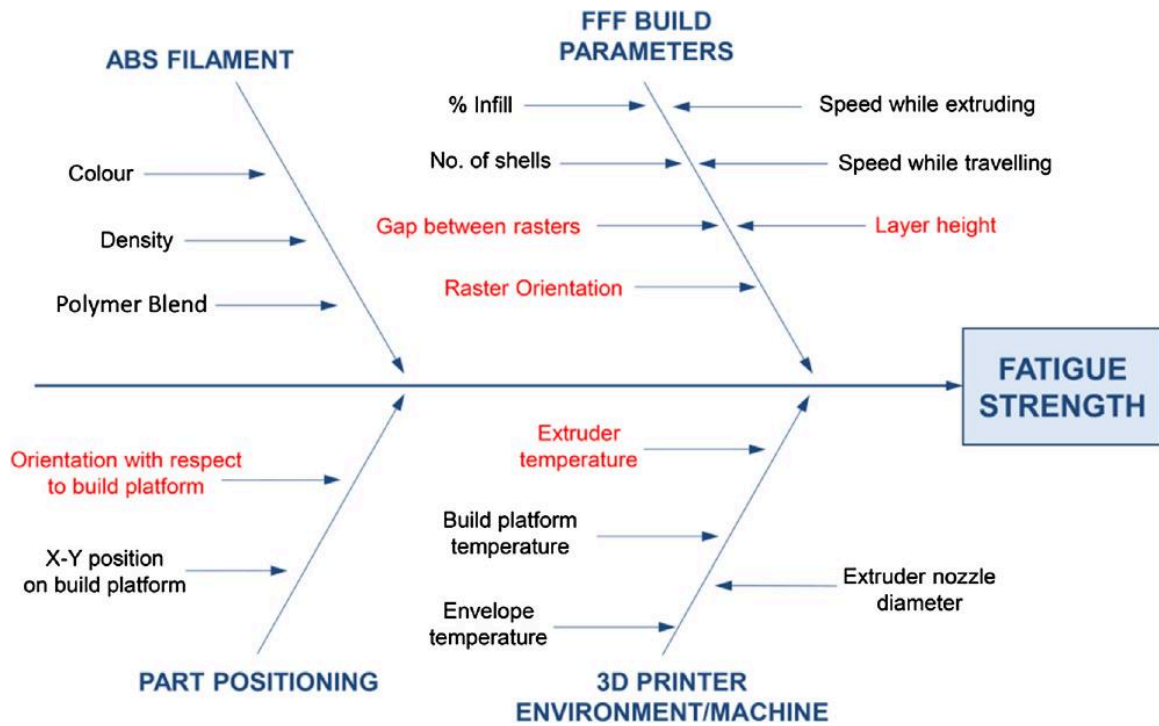 ABS FILAMENT
FFF BUILD
PARAMETERS
% Infill
Speed while extruding
Colour
No. of shells
Speed while travelling
Gap between rasters
Layer height
Density
Raster Orientation
Polymer Blend
FATIGUE
STRENGTH
Orientation with respect
to build platform
Extruder
temperature
X-Y position
on build platform
Build platform
temperature
Extruder nozzle
diameter
Envelope
temperature
PART POSITIONING
3D PRINTER
ENVIRONMENT/MACHINE